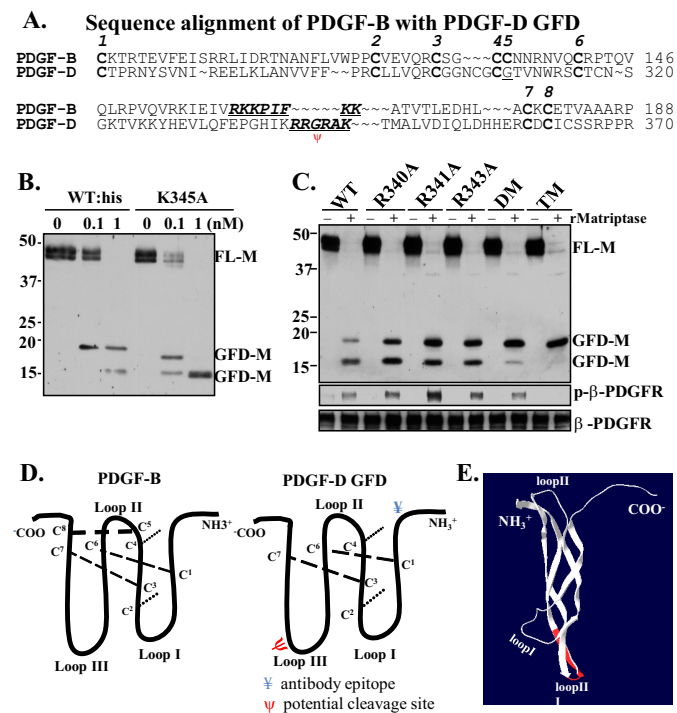 A. Sequence alignment of PDGF-B with PDGF-D GFD
1 2 3 45 6
PDGF-B CKTRTEVFEISRRLIDRTNANFLVWPPCVEVQRCSG~~~CCNNRNVQCRPTQV 146
PDGF-D CTPRNYSVNI~REELKLANVVFF~~PRCLLVQRCGGNCGCGTVNWRSCTCN~S 320
7 8
PDGF-B QLRPVQVRKIEIVRKKPIF~~~~~KK~~~ATVTLEDHL~~~ACKCETVAAARP 188
PDGF-D GKTVKKYHEVLQFEPGHIKRRGRAK~~~TMALVDIQLDHHERCDCICSSRPPR 370
ψ
B.
WT:his K345A
0 0.1 1 0 0.1 1 (nM)
50
37
25
20
15
FL-M
GFD-M
GFD-M
C.
WT R340A R341A R343A DM TM
– + – + – + – + – + – + rMatriptase
50
37
25
20
15
FL-M
GFD-M
GFD-M
p-β-PDGFR
β -PDGFR
D.
PDGF-B
Loop II
-COO
NH3+
C8 C5
C7 C6 C4
C1
C3
C2
Loop III
Loop I
PDGF-D GFD
Loop II
¥
-COO
NH3+
C7 C6 C4
C1
C3
C2
ψ
Loop III
Loop I
¥ antibody epitope
ψ potential cleavage site
E.
loopII
NH3+
COO-
loopI
loopII
I